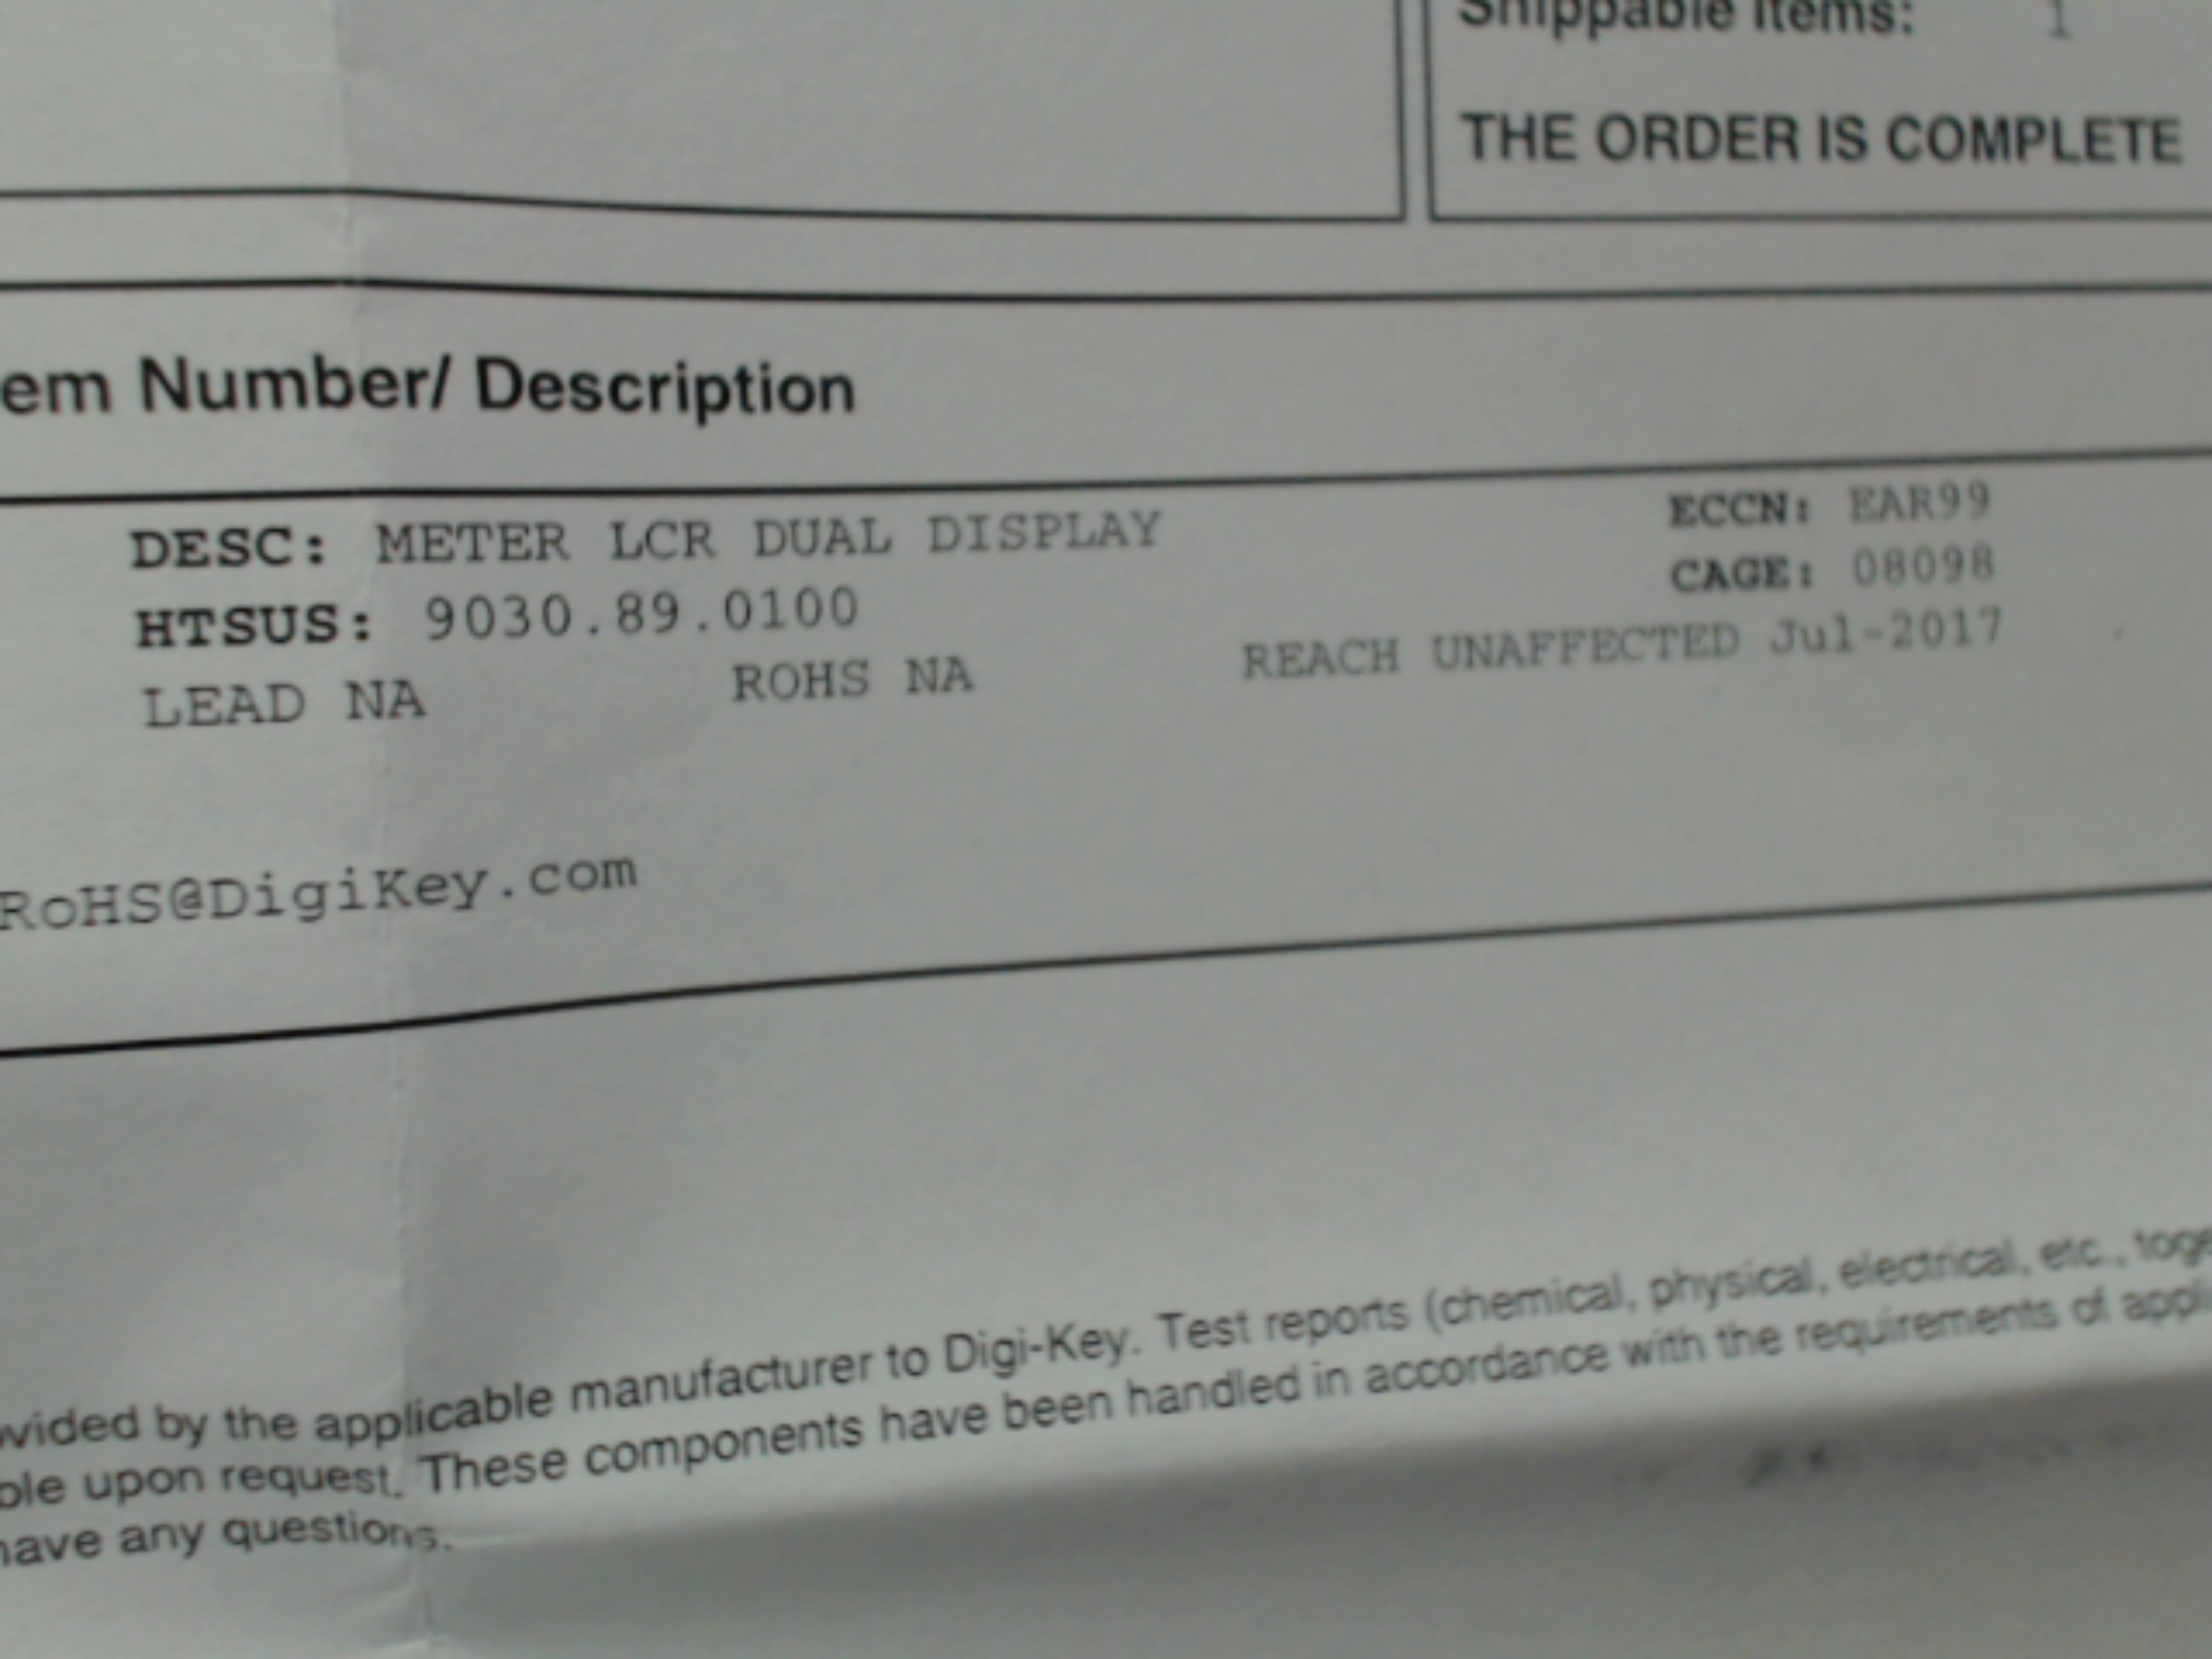 Shippable Items: 1
THE ORDER IS COMPLETE
em Number/ Description
DESC: METER LCR DUAL DISPLAY ECCN: EAR99
HTSUS: 9030.89.0100 CAGE: 08098
LEAD NA ROHS NA REACH UNAFFECTED Jul-2017
RoHS@DigiKey.com
ovided by the applicable manufacturer to Digi-Key. Test reports (chemical, physical, electrical, etc., toge
ble upon request. These components have been handled in accordance with the requirements of appli
have any questions.